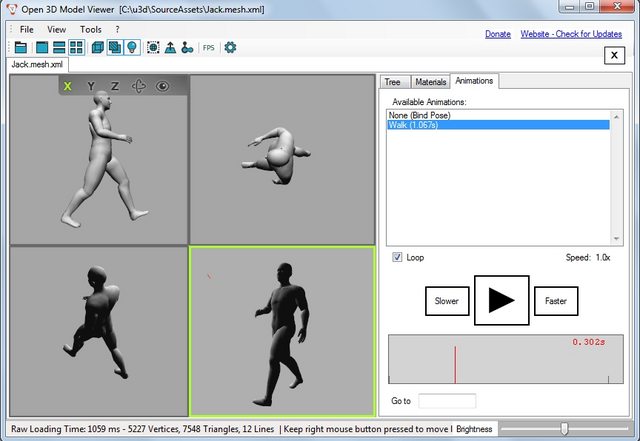 Open 3D Model Viewer [C:\u3d\SourceAssets\Jack.mesh.xml]
File View Tools ?
Donate Website - Check for Updates
FPS
X
Jack.mesh.xml
X Y Z
Tree Materials Animations
Available Animations:
None (Bind Pose)
Walk (1.067s)
Loop Speed: 1.0x
Slower Faster
0.302s
Go to
Raw Loading Time: 1059 ms - 5227 Vertices, 7548 Triangles, 12 Lines | Keep right mouse button pressed to move l Brightness